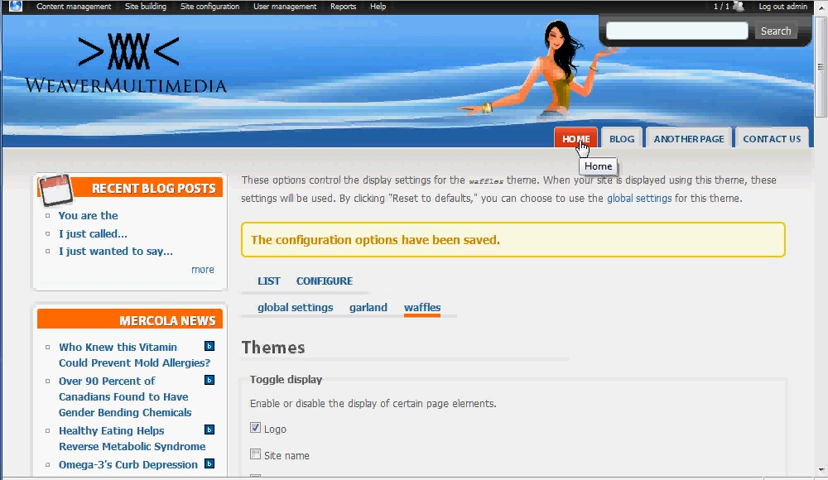 Content management Site building Site configuration User management Reports Help 1 / 1 Log out admin
Search
WEAVERMULTIMEDIA
HOME BLOG ANOTHER PAGE CONTACT US
Home
RECENT BLOG POSTS
You are the
I just called...
I just wanted to say...
more
MERCOLA NEWS
Who Knew this Vitamin
Could Prevent Mold Allergies?
Over 90 Percent of
Canadians Found to Have
Gender Bending Chemicals
Healthy Eating Helps
Reverse Metabolic Syndrome
Omega-3's Curb Depression
These options control the display settings for the waffles theme. When your site is displayed using this theme, these
settings will be used. By clicking "Reset to defaults," you can choose to use the global settings for this theme.
The configuration options have been saved.
LIST CONFIGURE
global settings garland waffles
Themes
Toggle display
Enable or disable the display of certain page elements.
Logo
Site name